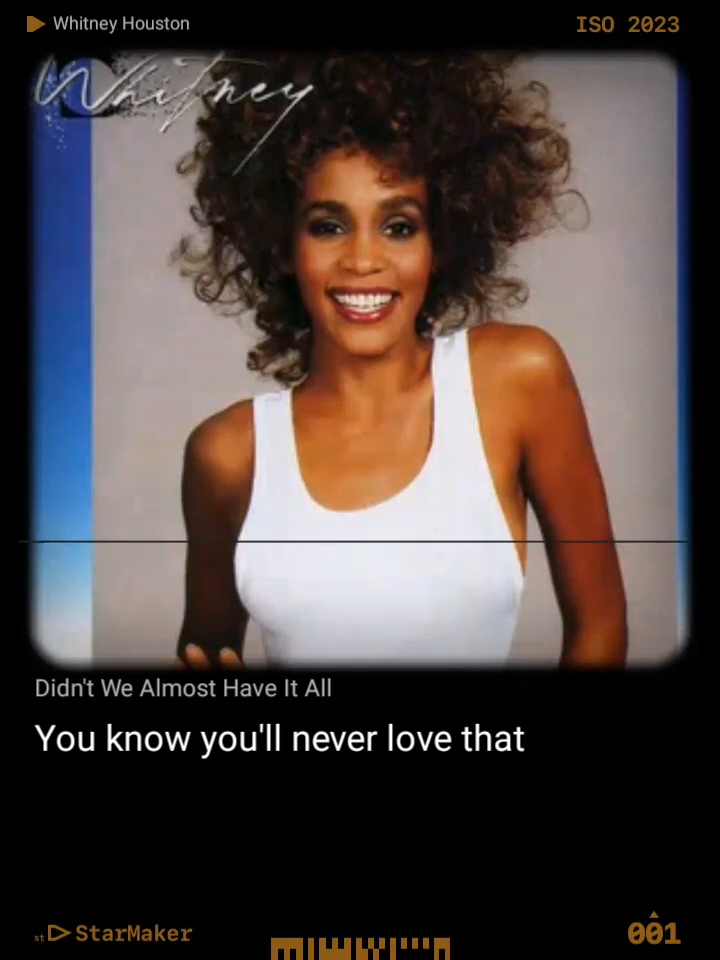 Whitney Houston
ISO 2023
Whitney
Didn't We Almost Have It All
You know you'll never love that
st StarMaker
001